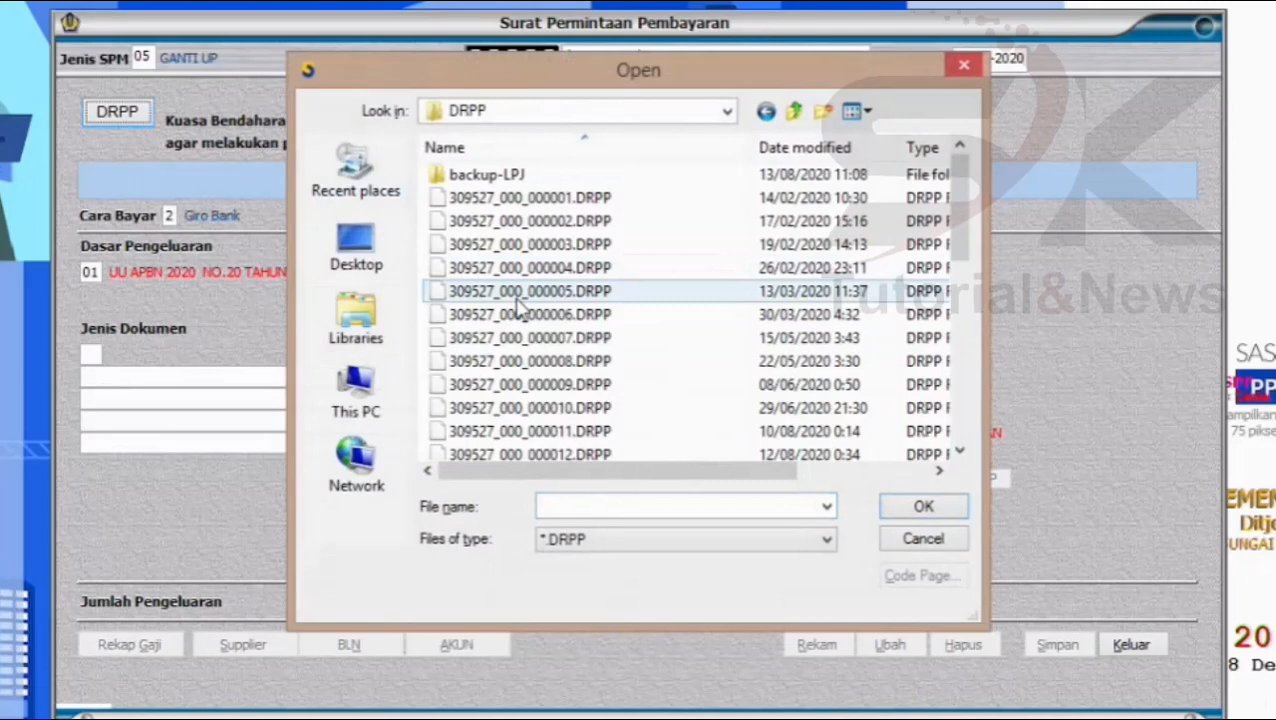 Surat Permintaan Pembayaran
Jenis SPM 05 GANTI UP
-2020
Open
DRPP
Look in: DRPP
Kuasa Bendahara
agar melakukan
Name Date modified Type
backup-LPJ 13/08/2020 11:08 File fol
309527_000_000001.DRPP 14/02/2020 10:30 DRPP F
309527_000_000002.DRPP 17/02/2020 15:16 DRPP F
309527_000_000003.DRPP 19/02/2020 14:13 DRPP F
309527_000_000004.DRPP 26/02/2020 23:11 DRPP F
309527_000_000005.DRPP 13/03/2020 11:37 DRPP F
309527_000_000006.DRPP 30/03/2020 4:32 DRPP F
309527_000_000007.DRPP 15/05/2020 3:43 DRPP F
309527_000_000008.DRPP 22/05/2020 3:30 DRPP F
309527_000_000009.DRPP 08/06/2020 0:50 DRPP F
309527_000_000010.DRPP 29/06/2020 21:30 DRPP F
309527_000_000011.DRPP 10/08/2020 0:14 DRPP F
309527_000_000012.DRPP 12/08/2020 0:34 DRPP F
Recent places
Desktop
Libraries
This PC
Network
Cara Bayar 2 Giro Bank
Dasar Pengeluaran
01 UU APBN 2020 NO.20 TAHUN
Jenis Dokumen
File name: OK
Files of type: *.DRPP Cancel
Code Page...
Jumlah Pengeluaran
Rekap Gaji Supplier BLN AKUN Rekam Ubah Hapus Simpan Keluar
SPK
Tutorial&News
SAS
PP
ampilkan
75 piksel
EMEN
Ditje
UNGAI
20
8 De